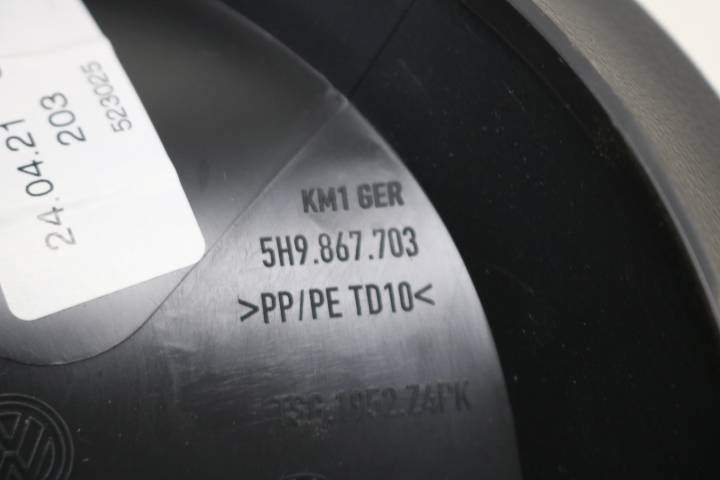 24.04.21
203
523025
KM1 GER
5H9.867.703
>PP/PE TD10<